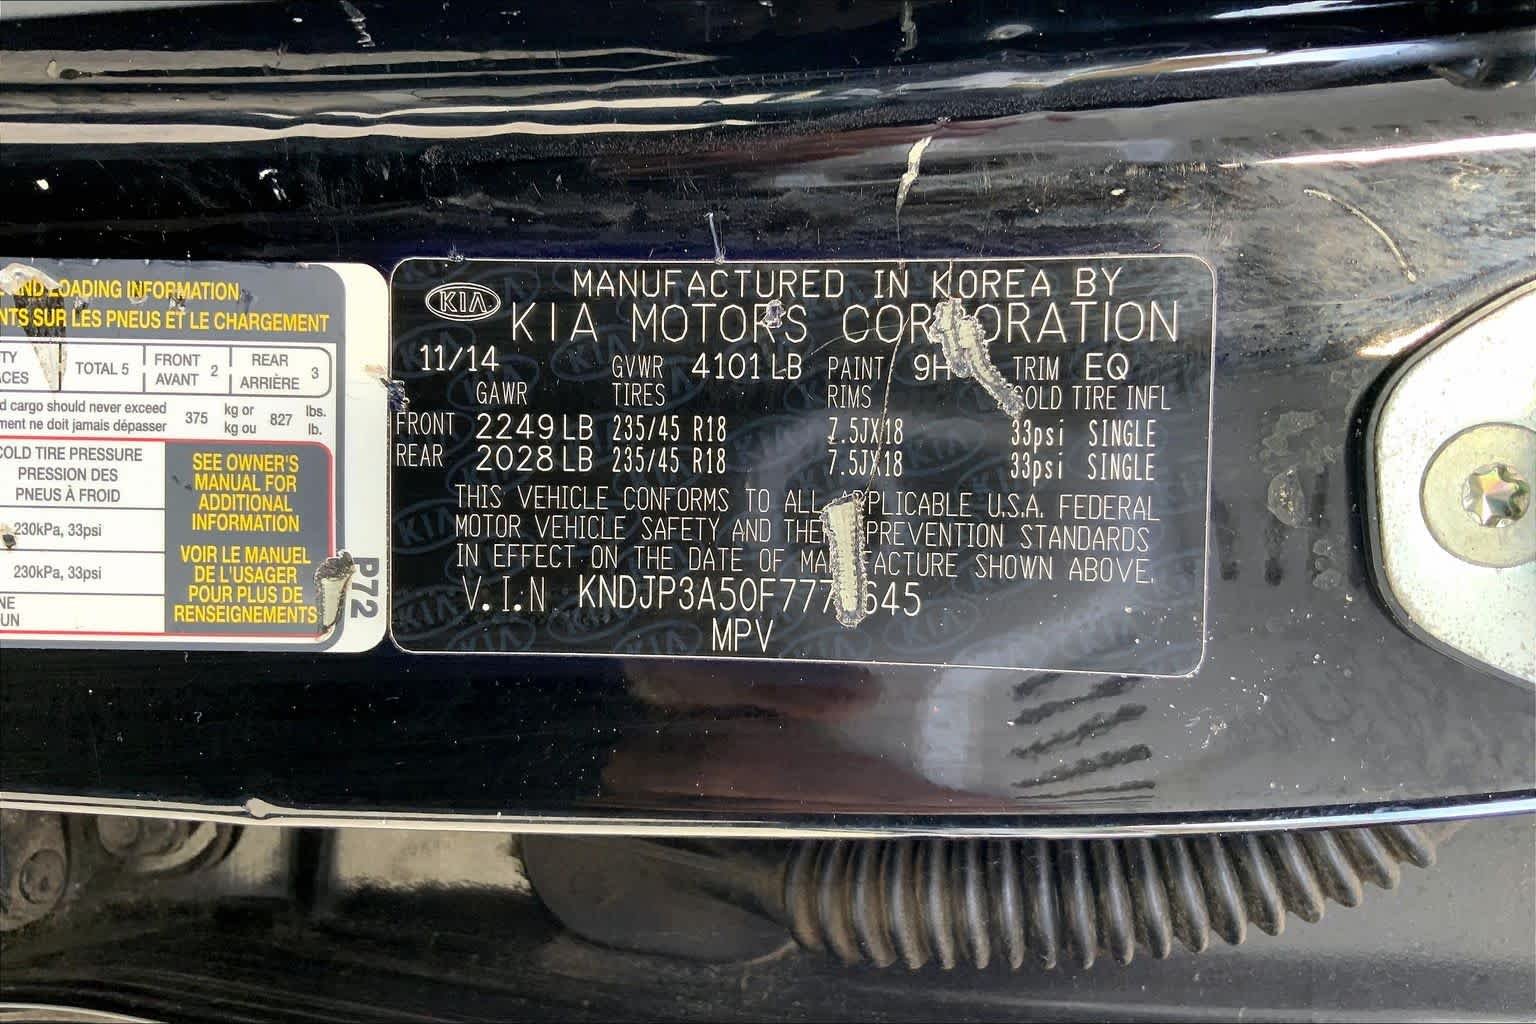 AND LOADING INFORMATION
SUR LES PNEUS ET LE CHARGEMENT
TOTAL 5
FRONT
AVANT 2
REAR
ARRIÈRE 3
cargo should never exceed
ne doit jamais dépasser
375
kg or
kg ou
827
lbs.
lb.
COLD TIRE PRESSURE
PRESSION DES
PNEUS À FROID
230kPa, 33psi
230kPa, 33psi
SEE OWNER'S
MANUAL FOR
ADDITIONAL
INFORMATION
VOIR LE MANUEL
DE L'USAGER
POUR PLUS DE
RENSEIGNEMENTS
P72
MANUFACTURED IN KOREA BY
KIA
KIA MOTORS CORPORATION
11/14 GVWR 4101 LB PAINT TRIM EQ
GAWR TIRES RIMS COLD TIRE INFL
FRONT 2249 LB 235/45 R18 7.5JX18 33psi SINGLE
REAR 2028 LB 235/45 R18 7.5JX18 33psi SINGLE
THIS VEHICLE CONFORMS TO ALL APPLICABLE U.S.A. FEDERAL
MOTOR VEHICLE SAFETY AND THEFT PREVENTION STANDARDS
IN EFFECT ON THE DATE OF MANUFACTURE SHOWN ABOVE.
V.I.N
MPV